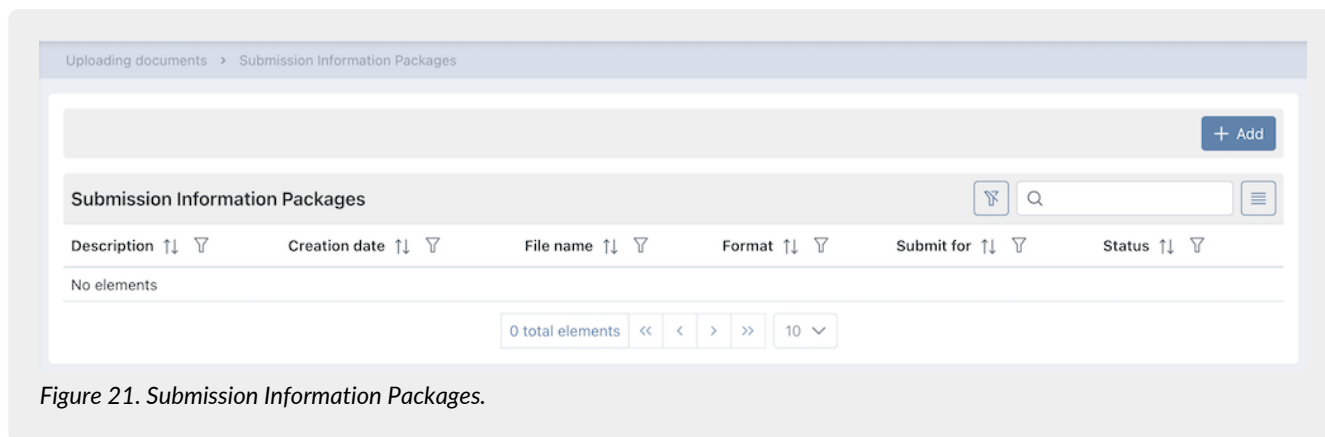 Uploading documents > Submission Information Packages
+ Add
Submission Information Packages
Description Creation date File name Format Submit for Status
No elements
0 total elements << < > >> 10
Figure 21. Submission Information Packages.